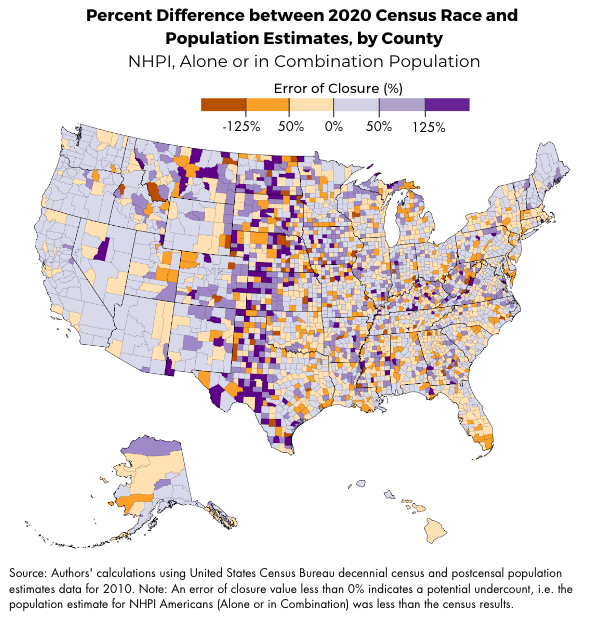 Percent Difference between 2020 Census Race and
Population Estimates, by County
NHPI, Alone or in Combination Population
Error of Closure (%)
-125% 50% 0% 50% 125%
Source: Authors' calculations using United States Census Bureau decennial census and postcensal population
estimates data for 2010. Note: An error of closure value less than 0% indicates a potential undercount, i.e. the
population estimate for NHPI Americans (Alone or in Combination) was less than the census results.